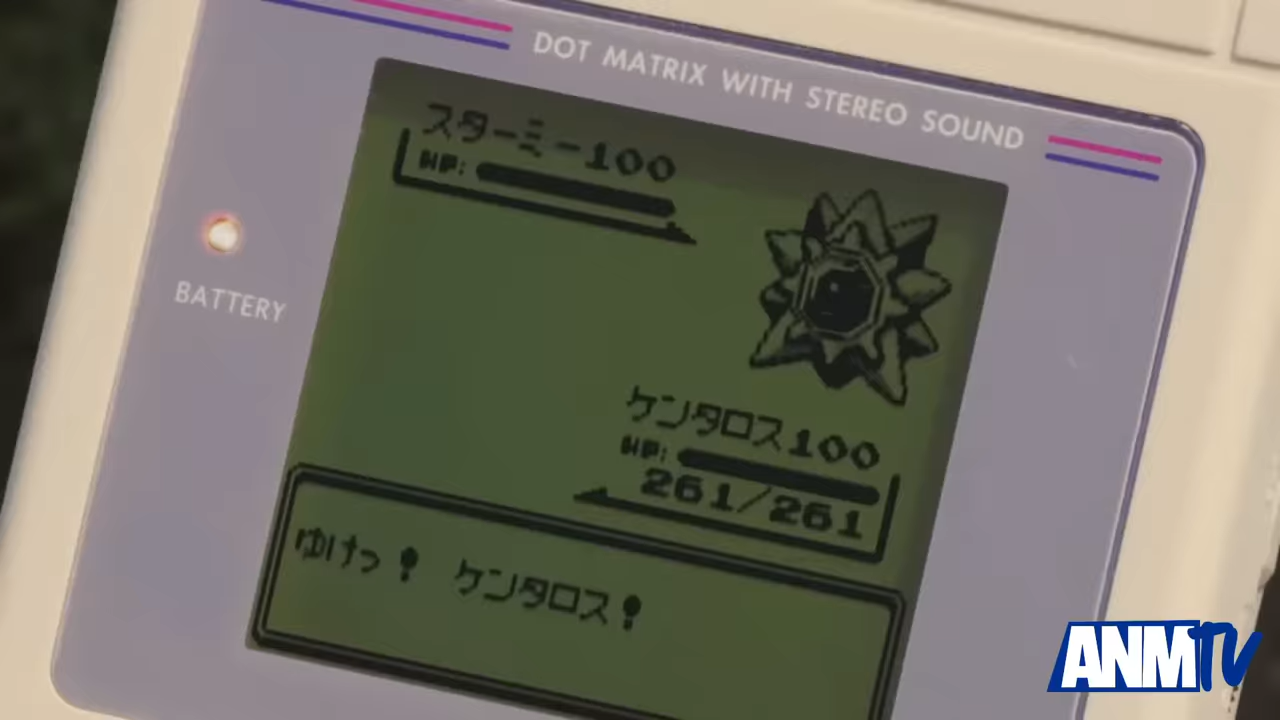 DOT MATRIX WITH STEREO SOUND
スターミー100
HP:
BATTERY
ケンタロス100
HP:
261/261
ゆけっ! ケンタロス!
ANMTV